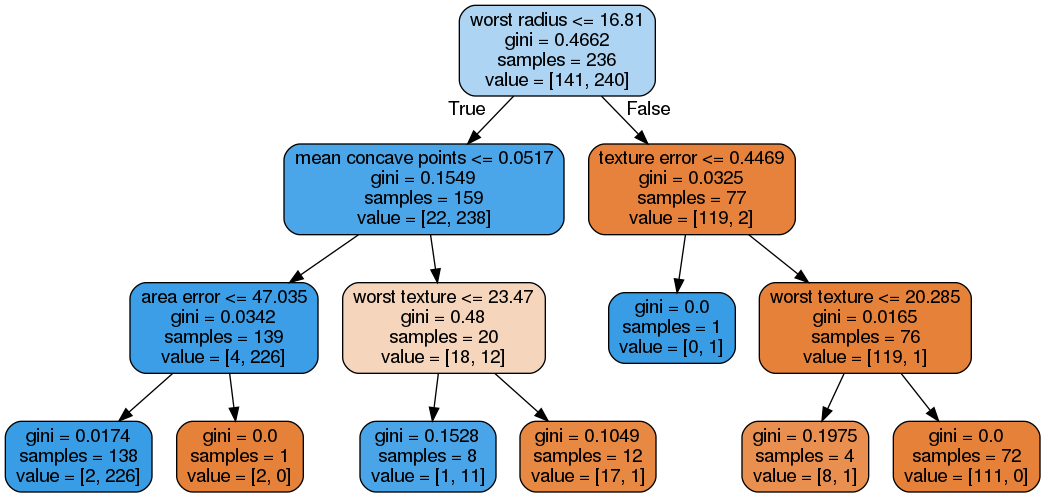 worst radius <= 16.81
gini = 0.4662
samples = 236
value = [141, 240]
True
False
mean concave points <= 0.0517
gini = 0.1549
samples = 159
value = [22, 238]
texture error <= 0.4469
gini = 0.0325
samples = 77
value = [119, 2]
area error <= 47.035
gini = 0.0342
samples = 139
value = [4, 226]
worst texture <= 23.47
gini = 0.48
samples = 20
value = [18, 12]
gini = 0.0
samples = 1
value = [0, 1]
worst texture <= 20.285
gini = 0.0165
samples = 76
value = [119, 1]
gini = 0.0174
samples = 138
value = [2, 226]
gini = 0.0
samples = 1
value = [2, 0]
gini = 0.1528
samples = 8
value = [1, 11]
gini = 0.1049
samples = 12
value = [17, 1]
gini = 0.1975
samples = 4
value = [8, 1]
gini = 0.0
samples = 72
value = [111, 0]